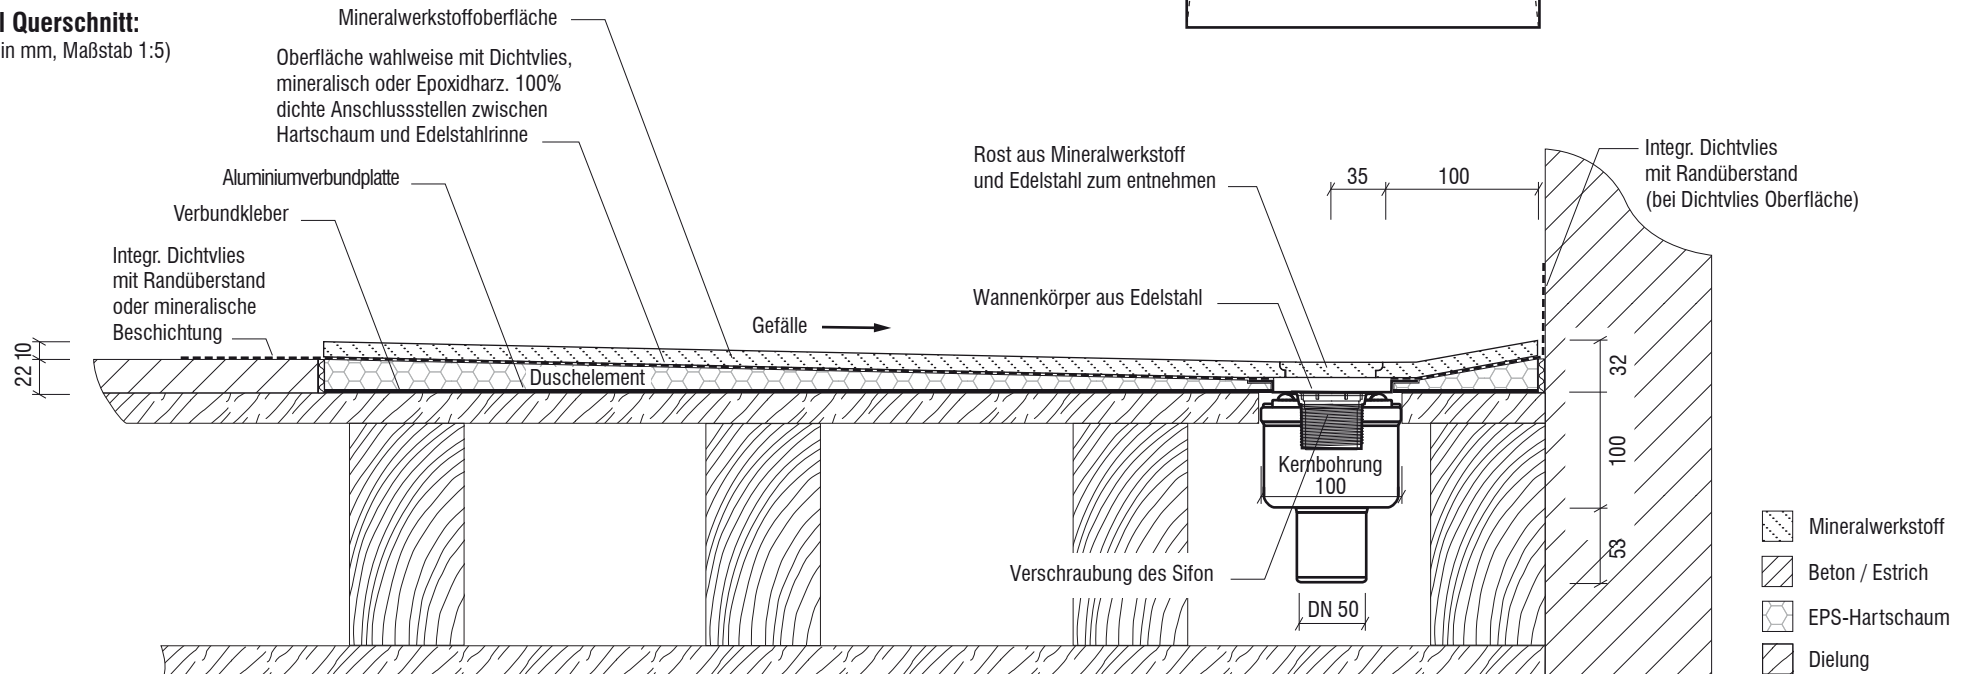 l Querschnitt:
in mm, Maßstab 1:5)
Mineralwerkstoffoberfläche
Oberfläche wahlweise mit Dichtvlies,
mineralisch oder Epoxidharz. 100%
dichte Anschlussstellen zwischen
Hartschaum und Edelstahlrinne
Aluminiumverbundplatte
Verbundkleber
Integr. Dichtvlies
mit Randüberstand
oder mineralische
Beschichtung
Gefälle
Duschelement
22 10
Rost aus Mineralwerkstoff
und Edelstahl zum entnehmen
35 100
Wannenkörper aus Edelstahl
Integr. Dichtvlies
mit Randüberstand
(bei Dichtvlies Oberfläche)
32
100
53
Kernbohrung
100
Verschraubung des Sifon
DN 50
Mineralwerkstoff
Beton / Estrich
EPS-Hartschaum
Dielung